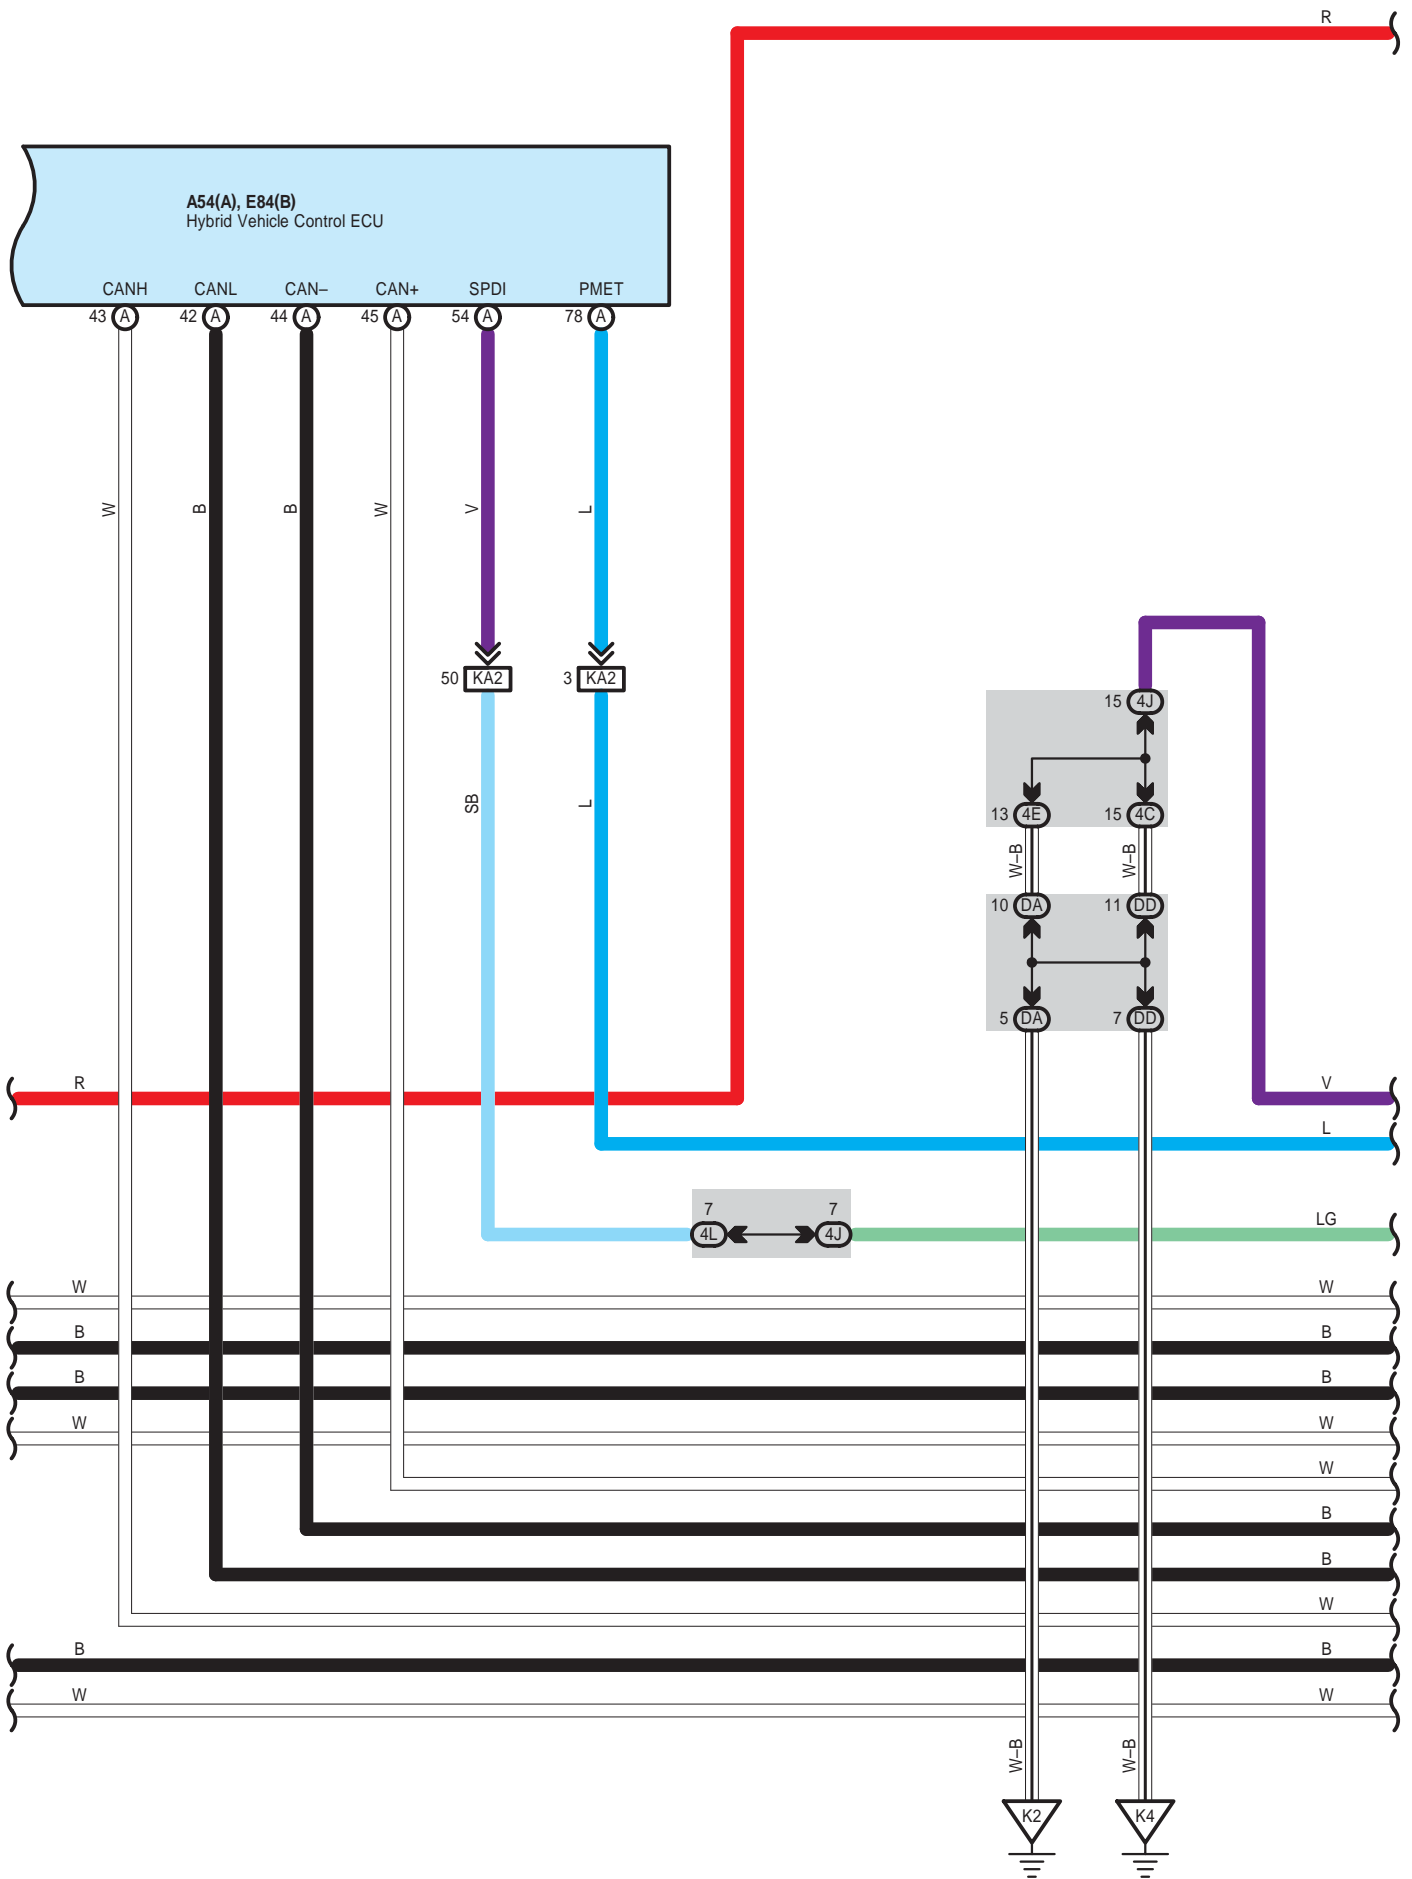 R
A54(A), E84(B)
Hybrid Vehicle Control ECU
CANH CANL CAN– CAN+ SPDI PMET
43 A 42 A 44 A 45 A 54 A 78 A
W B B W V L
50 KA2 3 KA2
15 4J
SB L
13 4E 15 4C
W–B W–B
10 DA 11 DD
5 DA 7 DD
R V
L
7 7
4L 4J
LG
W W
B B
B B
W W
W
B
B
W
B B
W W
W–B W–B
K2 K4